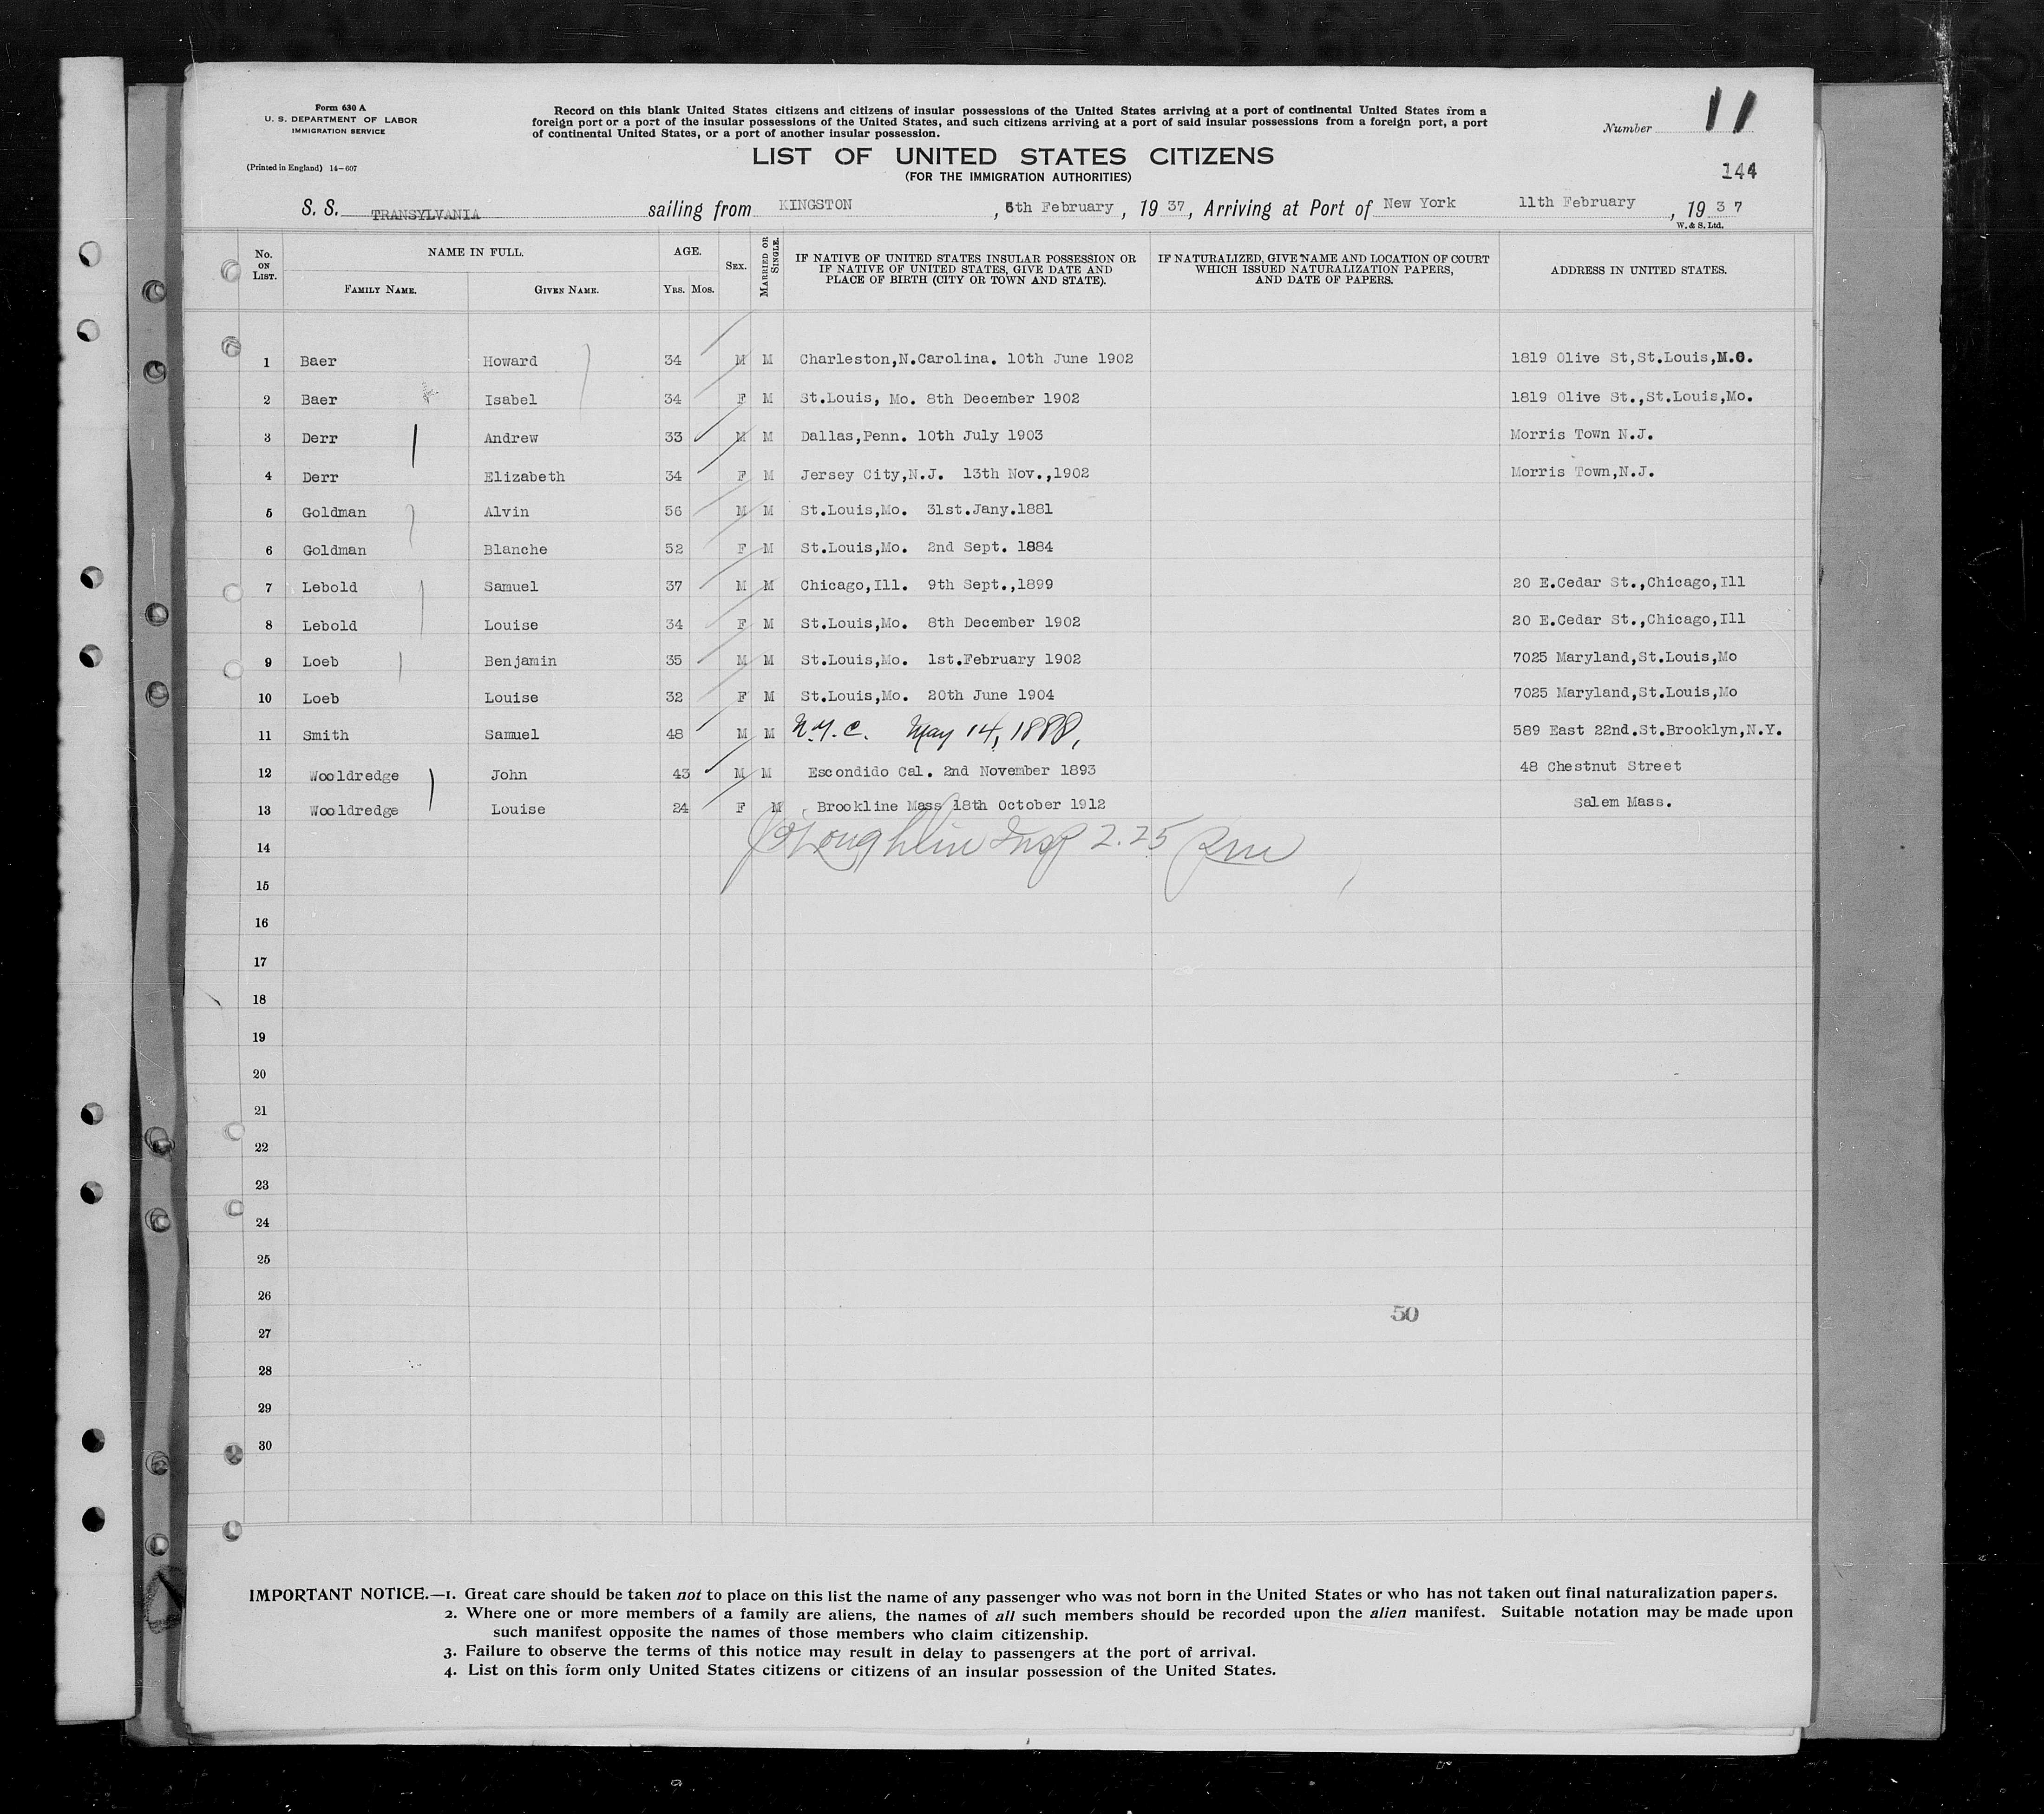 Form 630 A
U. S. DEPARTMENT OF LABOR
IMMIGRATION SERVICE
(Printed in England) 14-607
Record on this blank United States citizens and citizens of insular possessions of the United States arriving at a port of continental United States from a
foreign port or a port of the insular possessions of the United States, and such citizens arriving at a port of said insular possessions from a foreign port, a port
of continental United States, or a port of another insular possession.
Number 11
LIST OF UNITED STATES CITIZENS
(FOR THE IMMIGRATION AUTHORITIES)
144
S. S. TRANSYLVANIA sailing from KINGSTON , 6th February , 19 37, Arriving at Port of New York 11th February , 19 3 7
W. & S. Ltd.
No. ON LIST. NAME IN FULL. FAMILY NAME. GIVEN NAME. AGE. YRS. MOS. SEX. MARRIED OR SINGLE. IF NATIVE OF UNITED STATES INSULAR POSSESSION OR IF NATIVE OF UNITED STATES, GIVE DATE AND PLACE OF BIRTH (CITY OR TOWN AND STATE). IF NATURALIZED, GIVE NAME AND LOCATION OF COURT WHICH ISSUED NATURALIZATION PAPERS, AND DATE OF PAPERS. ADDRESS IN UNITED STATES.
1 Baer Howard 34 M M Charleston,N.Carolina. 10th June 1902 1819 Olive St,St.Louis,M.O.
2 Baer Isabel 34 F M St.Louis, Mo. 8th December 1902 1819 Olive St.,St.Louis,Mo.
3 Derr Andrew 33 M M Dallas,Penn. 10th July 1903 Morris Town N.J.
4 Derr Elizabeth 34 F M Jersey City,N.J. 13th Nov.,1902 Morris Town,N.J.
5 Goldman Alvin 56 M M St.Louis,Mo. 31st.Jany.1881
6 Goldman Blanche 52 F M St.Louis,Mo. 2nd Sept. 1884
7 Lebold Samuel 37 M M Chicago,Ill. 9th Sept.,1899 20 E.Cedar St.,Chicago,Ill
8 Lebold Louise 34 F M St.Louis,Mo. 8th December 1902 20 E.Cedar St.,Chicago,Ill
9 Loeb Benjamin 35 M M St.Louis,Mo. 1st.February 1902 7025 Maryland,St.Louis,Mo
10 Loeb Louise 32 F M St.Louis,Mo. 20th June 1904 7025 Maryland,St.Louis,Mo
11 Smith Samuel 48 M M N.Y.C. May 14, 1888, 589 East 22nd.St.Brooklyn,N.Y.
12 Wooldredge John 43 M M Escondido Cal. 2nd November 1893 48 Chestnut Street
13 Wooldredge Louise 24 F M Brookline Mass 18th October 1912 Salem Mass.
14 Insp 2.25 pm
15
16
17
18
19
20
21
22
23
24
25
26
50
27
28
29
30
IMPORTANT NOTICE.—1. Great care should be taken not to place on this list the name of any passenger who was not born in the United States or who has not taken out final naturalization papers.
2. Where one or more members of a family are aliens, the names of all such members should be recorded upon the alien manifest. Suitable notation may be made upon
such manifest opposite the names of those members who claim citizenship.
3. Failure to observe the terms of this notice may result in delay to passengers at the port of arrival.
4. List on this form only United States citizens or citizens of an insular possession of the United States.